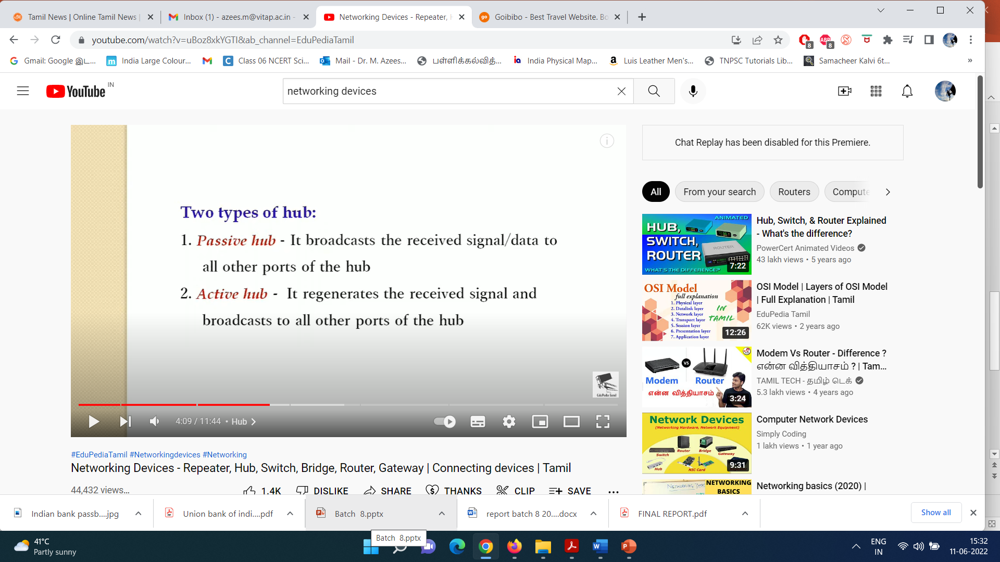 Tamil News | Online Tamil News |
Inbox (1) - azees.m@vitap.ac.in -
Networking Devices - Repeater, H
Goibibo - Best Travel Website. Bo
youtube.com/watch?v=uBoz8xkYGTI&ab_channel=EduPediaTamil
8
ABP
8
Gmail: Google இட...
India Large Colour...
Class 06 NCERT Sci...
Mail - Dr. M. Azees...
பள்ளிக்கல்வித்...
India Physical Map...
Luis Leather Men's...
TNPSC Tutorials Lib...
Samacheer Kalvi 6t...
»
YouTube IN
networking devices
Two types of hub:
1. Passive hub - It broadcasts the received signal/data to
all other ports of the hub
2. Active hub - It regenerates the received signal and
broadcasts to all other ports of the hub
EduPedia Tamil
4:09 / 11:44 • Hub
#EduPediaTamil #Networkingdevices #Networking
Networking Devices - Repeater, Hub, Switch, Bridge, Router, Gateway | Connecting devices | Tamil
44,432 views...
1.4K DISLIKE SHARE THANKS CLIP SAVE ...
Chat Replay has been disabled for this Premiere.
All From your search Routers Compute
ANIMATED
HUB,
SWITCH,
ROUTER
ROUTER
WHAT'S THE DIFFERENCE?
7:22
Hub, Switch, & Router Explained
- What's the difference?
PowerCert Animated Videos
43 lakh views • 5 years ago
OSI Model
full explanation
1. Physical layer
2. Datalink layer
3. Network layer
4. Transport layer
5. Session layer
6. Presentation layer
7. Application layer
IN
TAMIL
12:26
OSI Model | Layers of OSI Model
| Full Explanation | Tamil
EduPedia Tamil
62K views • 2 years ago
VS
Modem Router
என்ன வித்தியாசம்
3:24
Modem Vs Router - Difference ?
என்ன வித்தியாசம் ? | Tam...
TAMIL TECH - தமிழ் டெக்
5.3 lakh views • 4 years ago
Network Devices
(Networking Hardware, Network Equipment)
Router
Bridge
Switch
Gateway
Hub
NIC Card
9:31
Computer Network Devices
Simply Coding
1 lakh views • 1 year ago
NETWORKING
BASICS
Networking basics (2020) |
Indian bank passb....jpg
Union bank of indi....pdf
Batch 8.pptx
report batch 8 20....docx
FINAL REPORT.pdf
Show all
Batch 8.pptx
41°C
Partly sunny
ENG
IN
15:32
11-06-2022